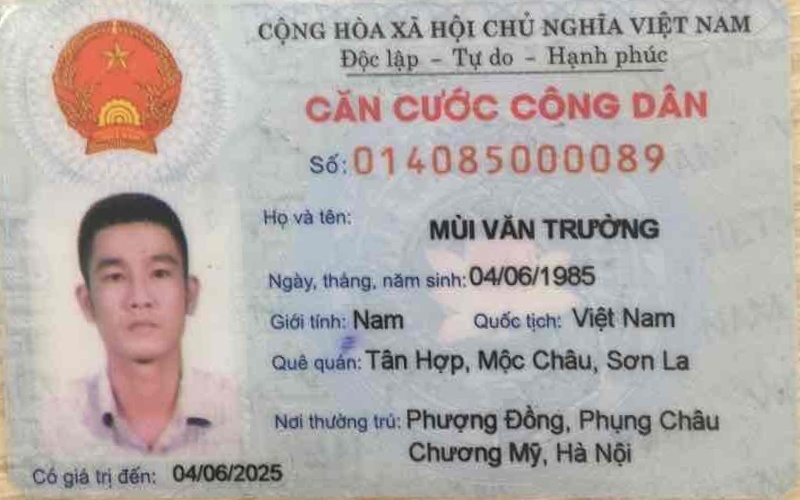 CỘNG HÒA XÃ HỘI CHỦ NGHĨA VIỆT NAM
Độc lập - Tự do - Hạnh phúc
CĂN CƯỚC CÔNG DÂN
Số: 014085000089
Họ và tên: MÙI VĂN TRƯỜNG
Ngày, tháng, năm sinh: 04/06/1985
Giới tính: Nam Quốc tịch: Việt Nam
Quê quán: Tân Hợp, Mộc Châu, Sơn La
Nơi thường trú: Phượng Đồng, Phụng Châu
Chương Mỹ, Hà Nội
Có giá trị đến: 04/06/2025